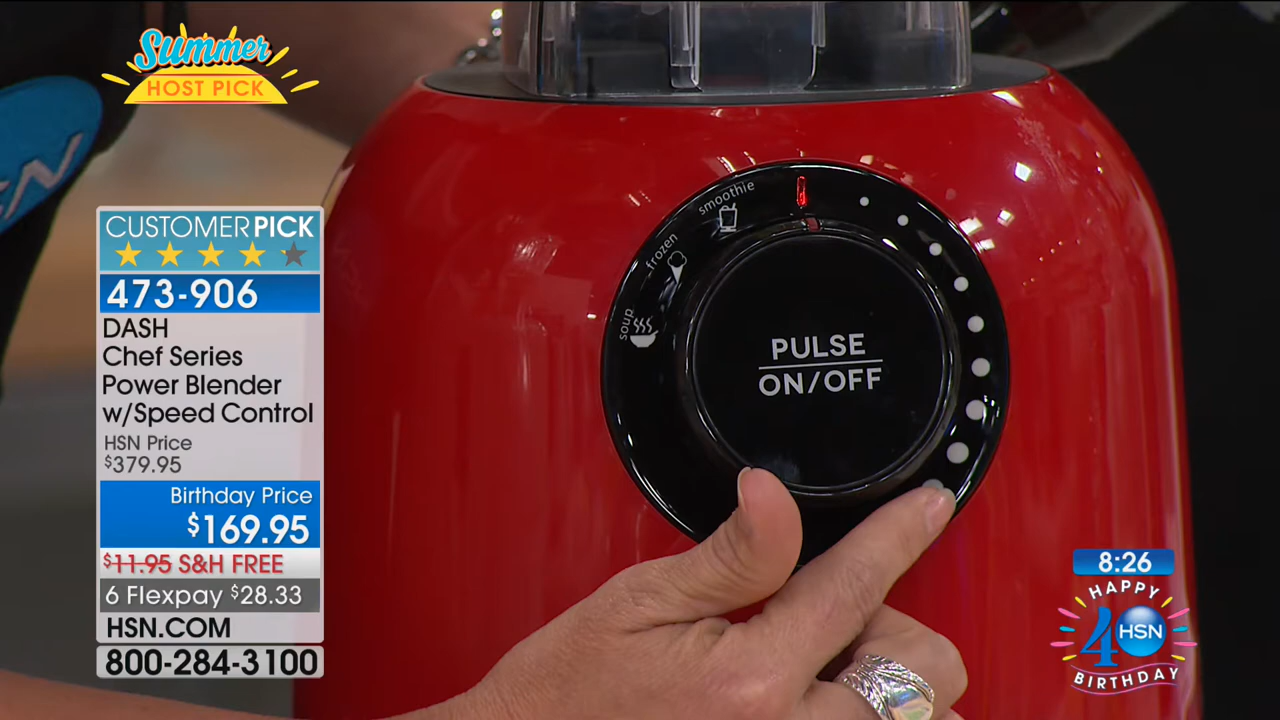 Summer
HOST PICK
CUSTOMER PICK
473-906
DASH
Chef Series
Power Blender
w/Speed Control
HSN Price
$379.95
Birthday Price
$169.95
$11.95 S&H FREE
6 Flexpay $28.33
HSN.COM
800-284-3100
smoothie
frozen
soup
PULSE
ON/OFF
8:26
HAPPY
40
HSN
BIRTHDAY